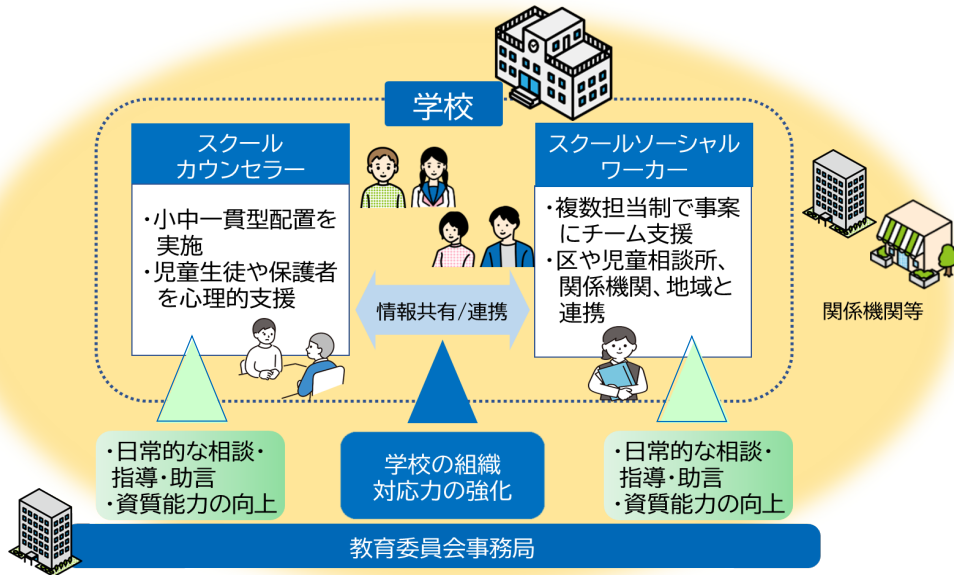 学校
スクール
カウンセラー
・小中一貫型配置を
実施
・児童生徒や保護者
を心理的支援
スクールソーシャル
ワーカー
・複数担当制で事案
にチーム支援
・区や児童相談所、
関係機関、地域と
連携
情報共有/連携
関係機関等
・日常的な相談・
指導・助言
・資質能力の向上
学校の組織
対応力の強化
・日常的な相談・
指導・助言
・資質能力の向上
教育委員会事務局